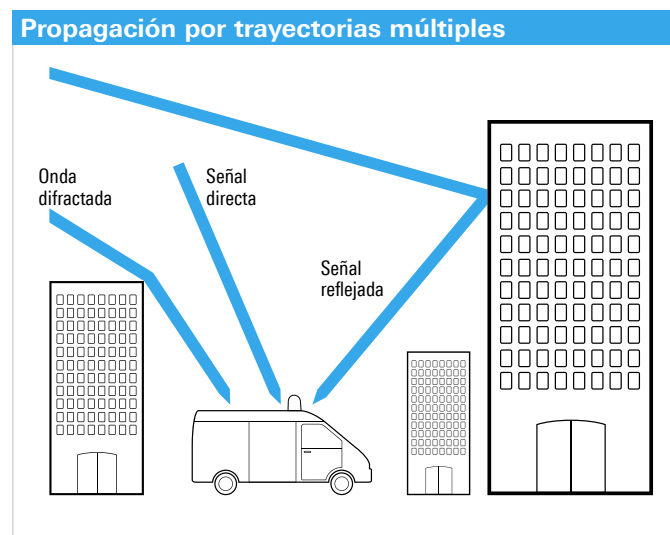 Propagación por trayectorias múltiples
Onda
difractada
Señal
directa
Señal
reflejada